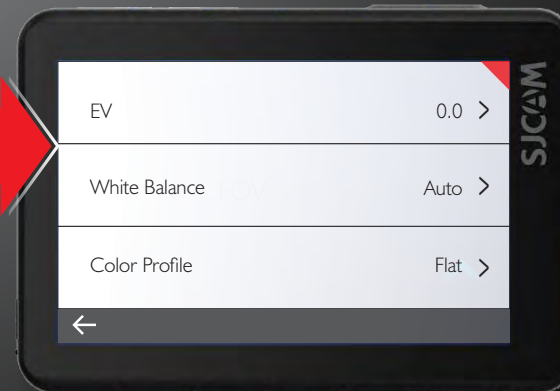 EV 0.0 >
White Balance Auto >
Color Profile Flat >
SJCAM